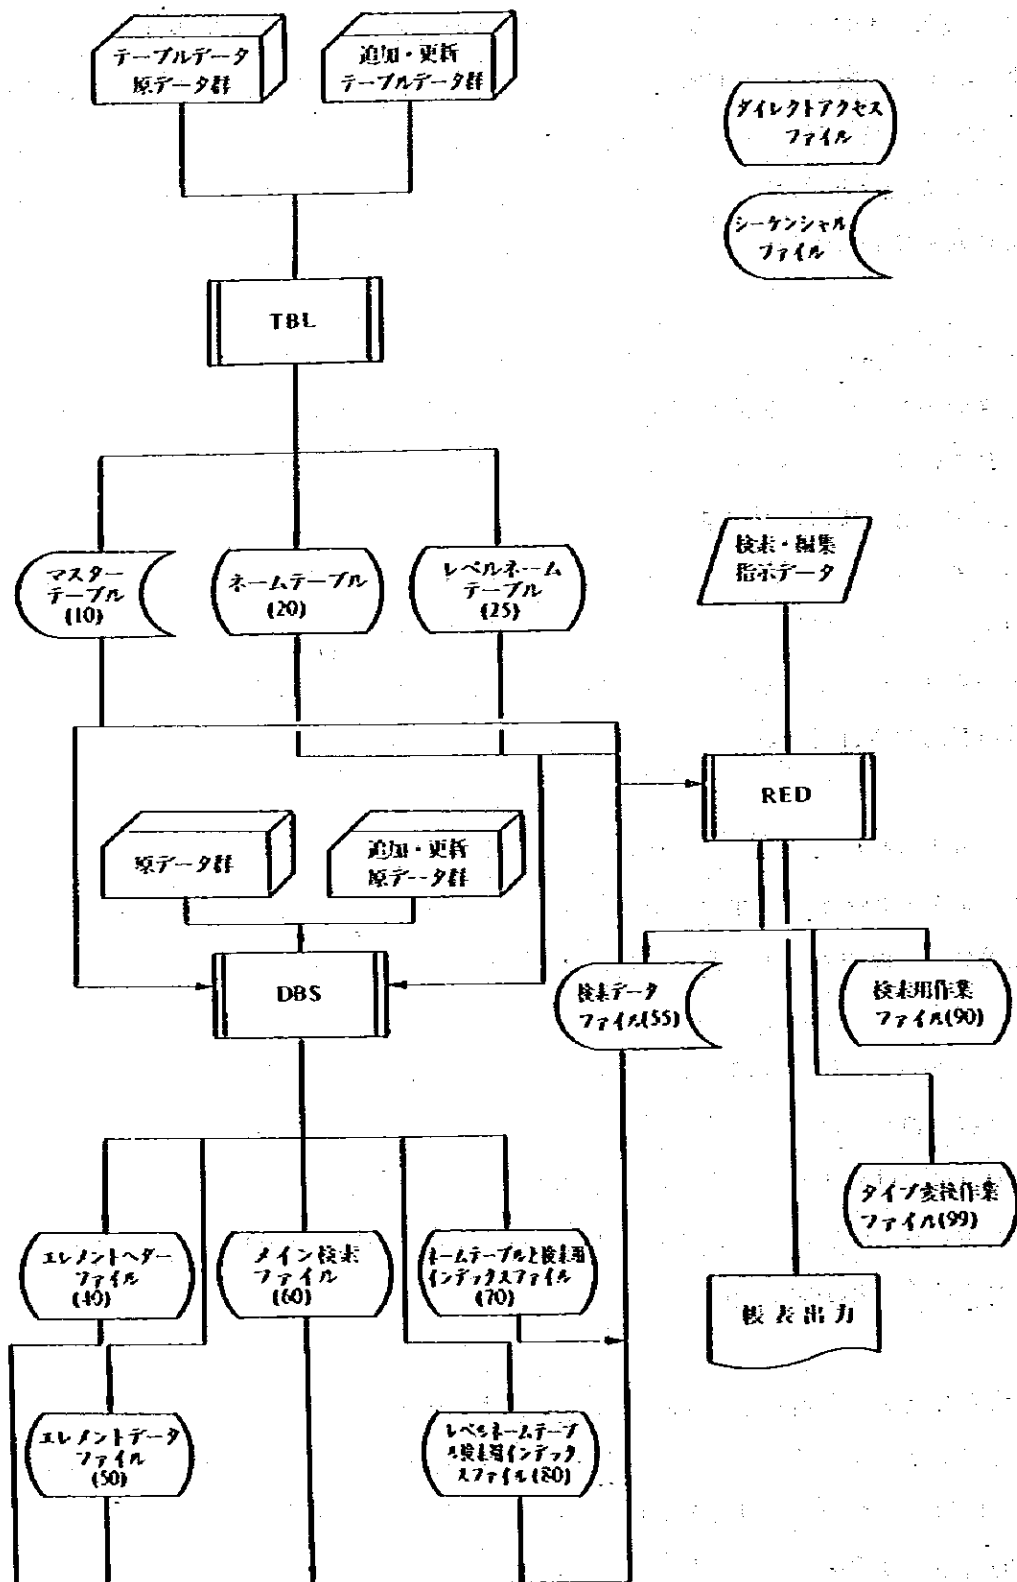 テーブルデータ
原データ群
追加・更新
テーブルデータ群
ダイレクトアクセス
ファイル
シーケンシャル
ファイル
TBL
マスター
テーブル
(10)
ネームテーブル
(20)
レベルネーム
テーブル
(25)
検索・編集
指示データ
RED
原データ群
追加・更新
原データ群
DBS
検索データ
ファイル(55)
検索用作業
ファイル(90)
タイプ変換作業
ファイル(99)
エレメントヘダー
ファイル
(40)
メイン検索
ファイル
(60)
ネームテーブルと検索用
インデックスファイル
(70)
帳表出力
エレメントデータ
ファイル
(50)
レベルネームテーブ
ル検索用インデック
スファイル(80)